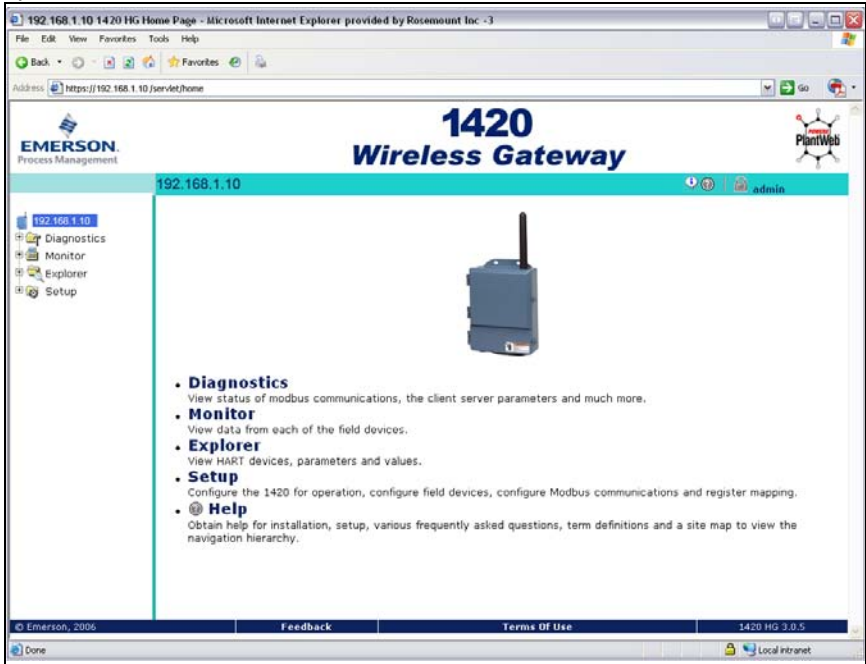 192.168.1.10 1420 HG Home Page - Microsoft Internet Explorer provided by Rosemount Inc -3
File Edit View Favorites Tools Help
Back Favorites
Address https://192.168.1.10/servlet/home Go
EMERSON.
Process Management
1420
Wireless Gateway
POWERED
PlantWeb
192.168.1.10 admin
192.168.1.10
Diagnostics
Monitor
Explorer
Setup
• Diagnostics
View status of modbus communications, the client server parameters and much more.
• Monitor
View data from each of the field devices.
• Explorer
View HART devices, parameters and values.
• Setup
Configure the 1420 for operation, configure field devices, configure Modbus communications and register mapping.
• Help
Obtain help for installation, setup, various frequently asked questions, term definitions and a site map to view the
navigation hierarchy.
© Emerson, 2006 Feedback Terms Of Use 1420 HG 3.0.5
Done Local intranet